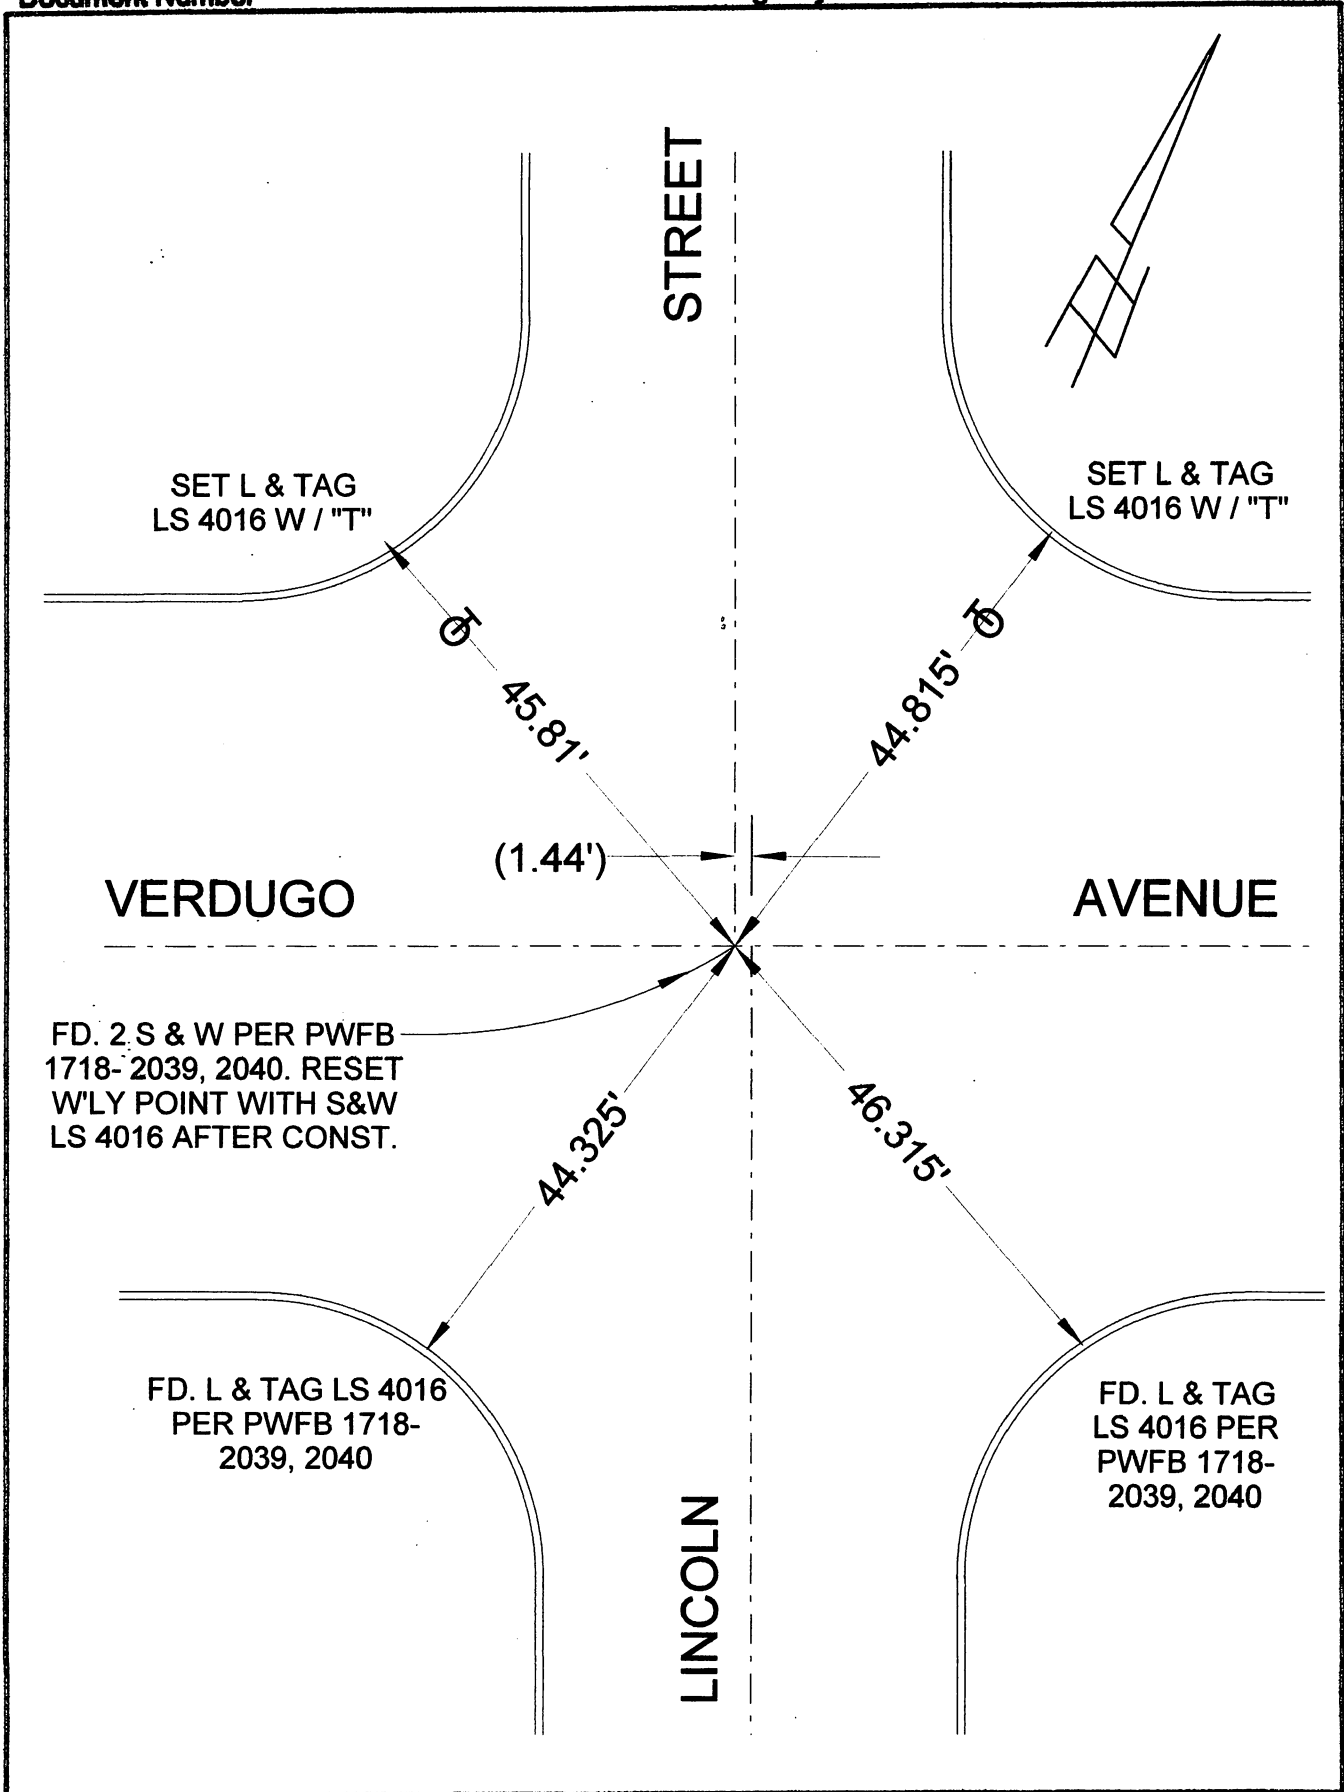 Document Number
STREET
SET L & TAG
LS 4016 W / "T"
SET L & TAG
LS 4016 W / "T"
45.81'
44.815'
(1.44')
VERDUGO
AVENUE
FD. 2 S & W PER PWFB
1718- 2039, 2040. RESET
W'LY POINT WITH S&W
LS 4016 AFTER CONST.
44.325'
46.315'
FD. L & TAG LS 4016
PER PWFB 1718-
2039, 2040
FD. L & TAG
LS 4016 PER
PWFB 1718-
2039, 2040
LINCOLN